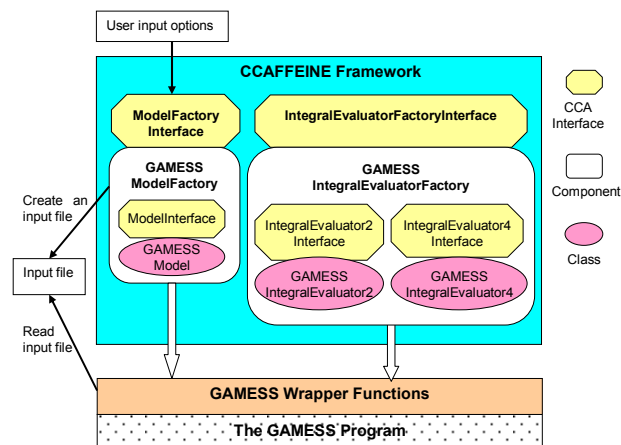 User input options
CCAFFEINE Framework
ModelFactory
Interface
IntegralEvaluatorFactoryInterface
GAMESS
ModelFactory
GAMESS
IntegralEvaluatorFactory
ModelInterface
GAMESS
Model
IntegralEvaluator2
Interface
IntegralEvaluator4
Interface
GAMESS
IntegralEvaluator2
GAMESS
IntegralEvaluator4
CCA
Interface
Component
Class
Create an
input file
Input file
Read
input file
GAMESS Wrapper Functions
The GAMESS Program